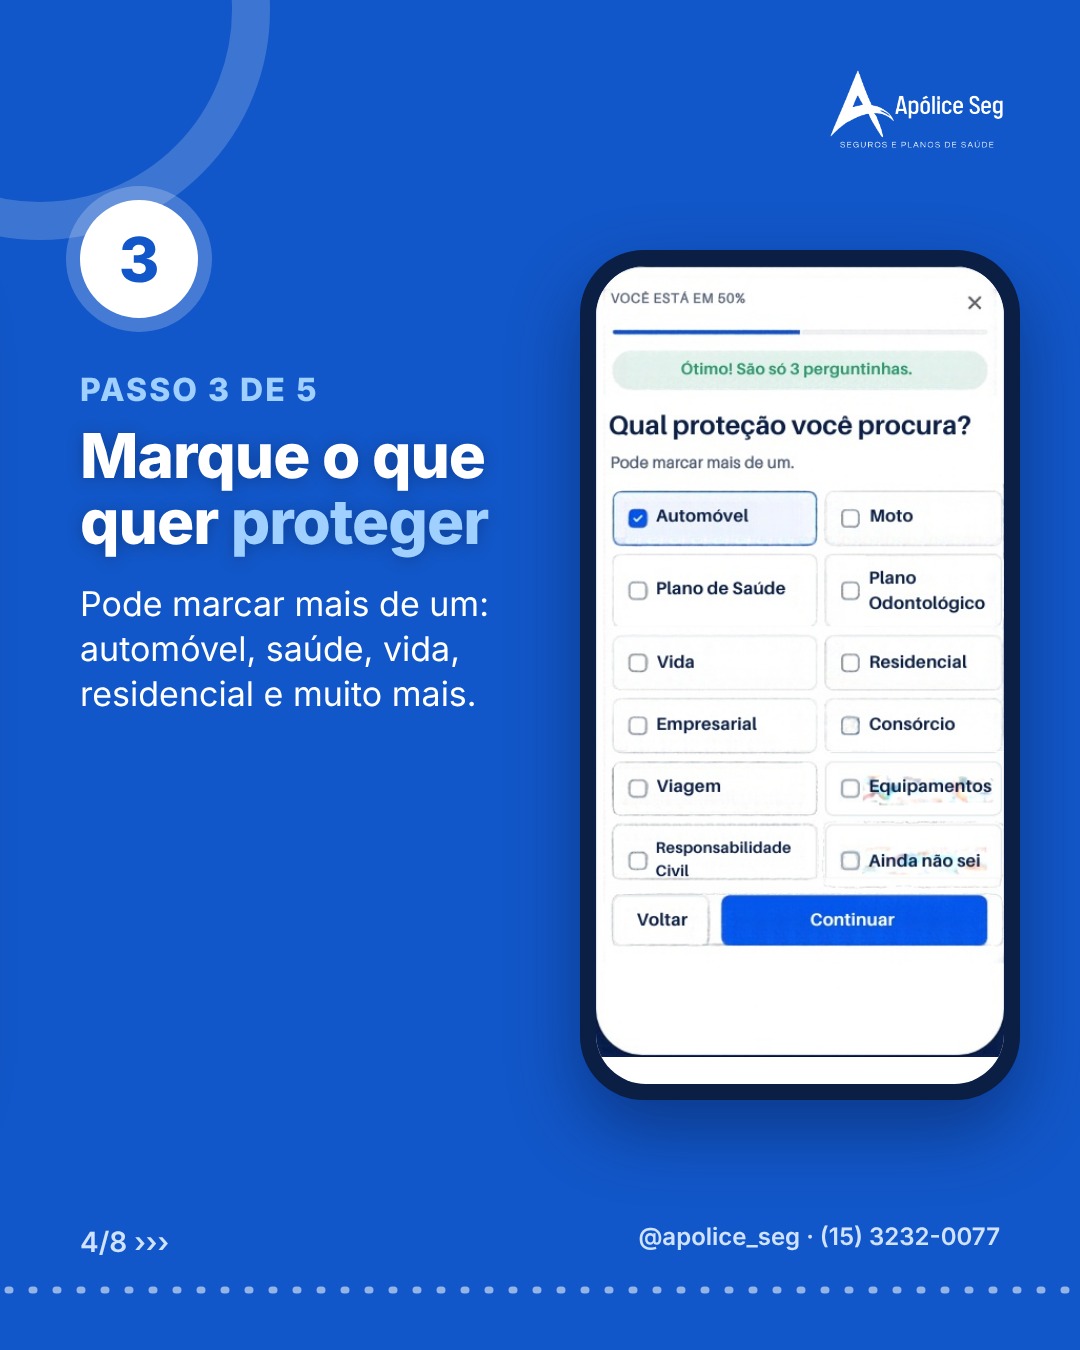 Apólice Seg
SEGUROS E PLANOS DE SAÚDE
3
PASSO 3 DE 5
Marque o que
quer proteger
Pode marcar mais de um:
automóvel, saúde, vida,
residencial e muito mais.
VOCÊ ESTÁ EM 50%
Ótimo! São só 3 perguntinhas.
Qual proteção você procura?
Pode marcar mais de um.
Automóvel
Moto
Plano de Saúde
Plano
Odontológico
Vida
Residencial
Empresarial
Consórcio
Viagem
Equipamentos
Responsabilidade
Civil
Ainda não sei
Voltar
Continuar
4/8 ›››
@apolice_seg · (15) 3232-0077